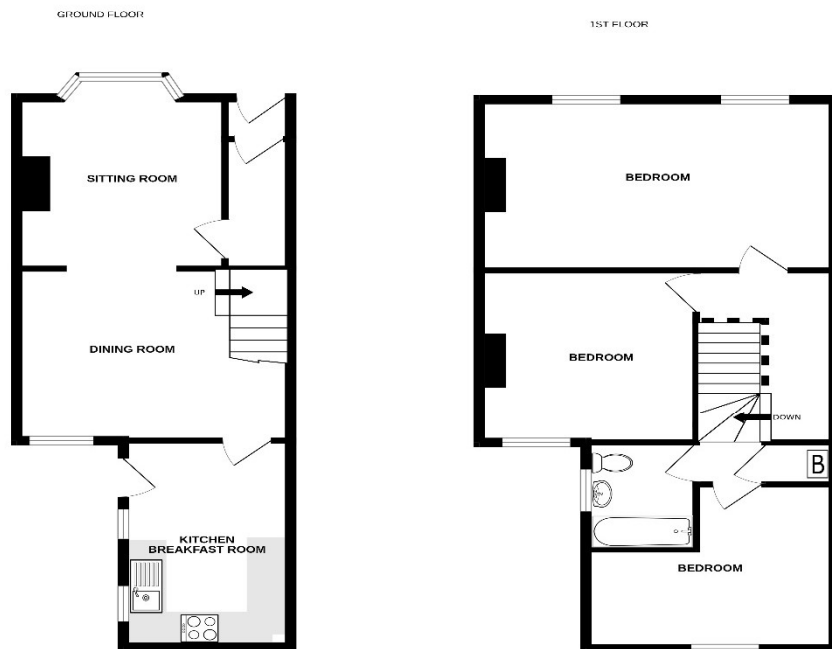 GROUND FLOOR
1ST FLOOR
SITTING ROOM
BEDROOM
UP
DINING ROOM
BEDROOM
DOWN
B
KITCHEN
BREAKFAST ROOM
BEDROOM